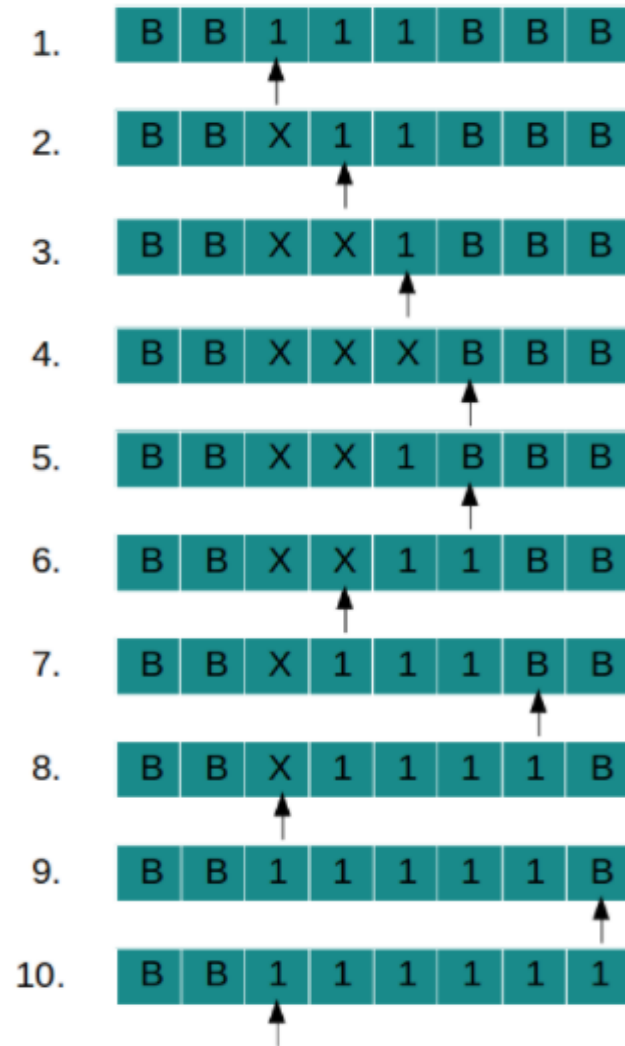 1. B B 1 1 1 B B B
2. B B X 1 1 B B B
3. B B X X 1 B B B
4. B B X X X B B B
5. B B X X 1 B B B
6. B B X X 1 1 B B
7. B B X 1 1 1 B B
8. B B X 1 1 1 1 B
9. B B 1 1 1 1 1 B
10. B B 1 1 1 1 1 1